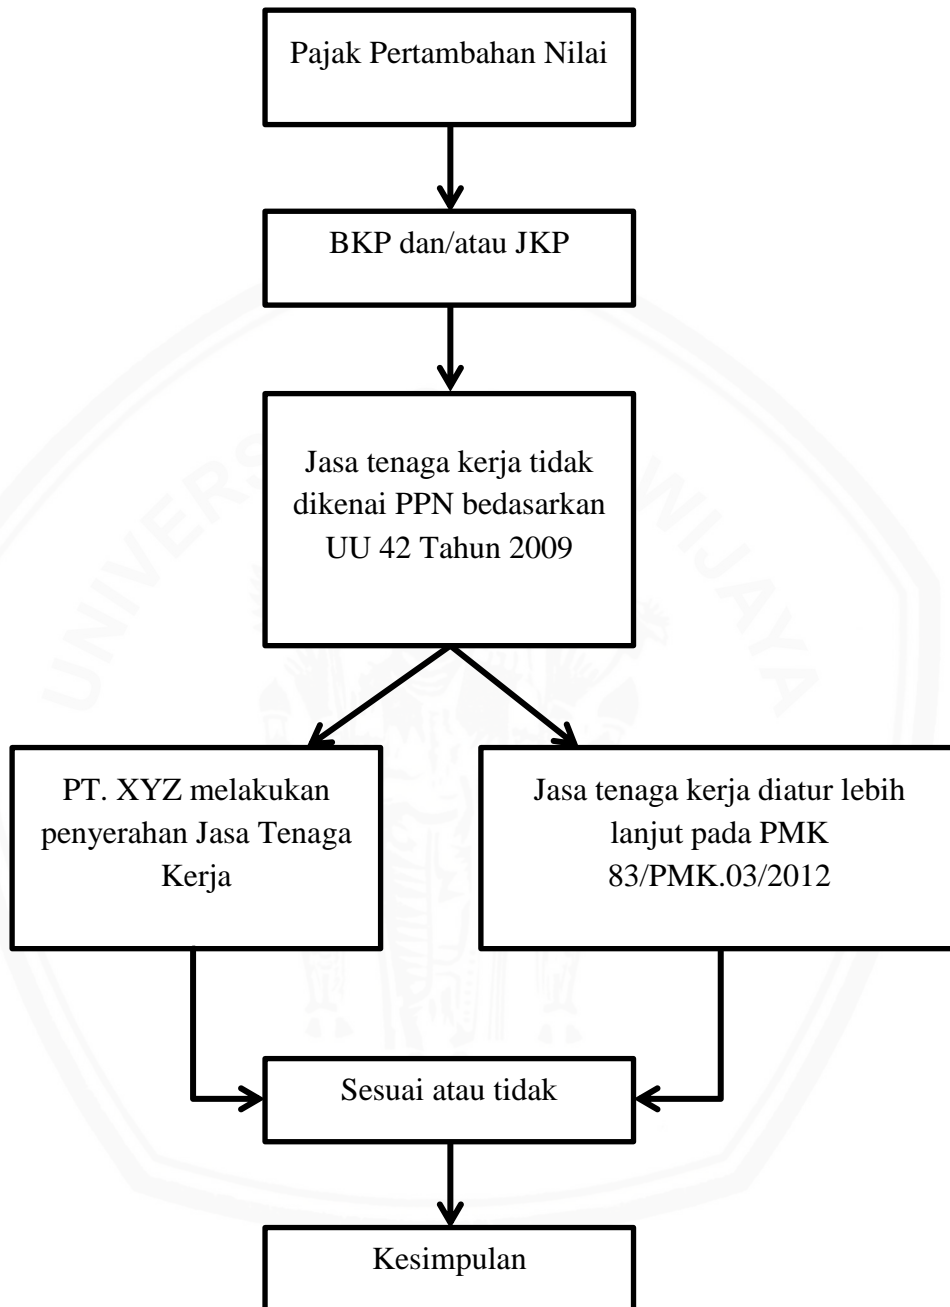 Pajak Pertambahan Nilai
BKP dan/atau JKP
Jasa tenaga kerja tidak
dikenai PPN bedasarkan
UU 42 Tahun 2009
PT. XYZ melakukan
penyerahan Jasa Tenaga
Kerja
Jasa tenaga kerja diatur lebih
lanjut pada PMK
83/PMK.03/2012
Sesuai atau tidak
Kesimpulan